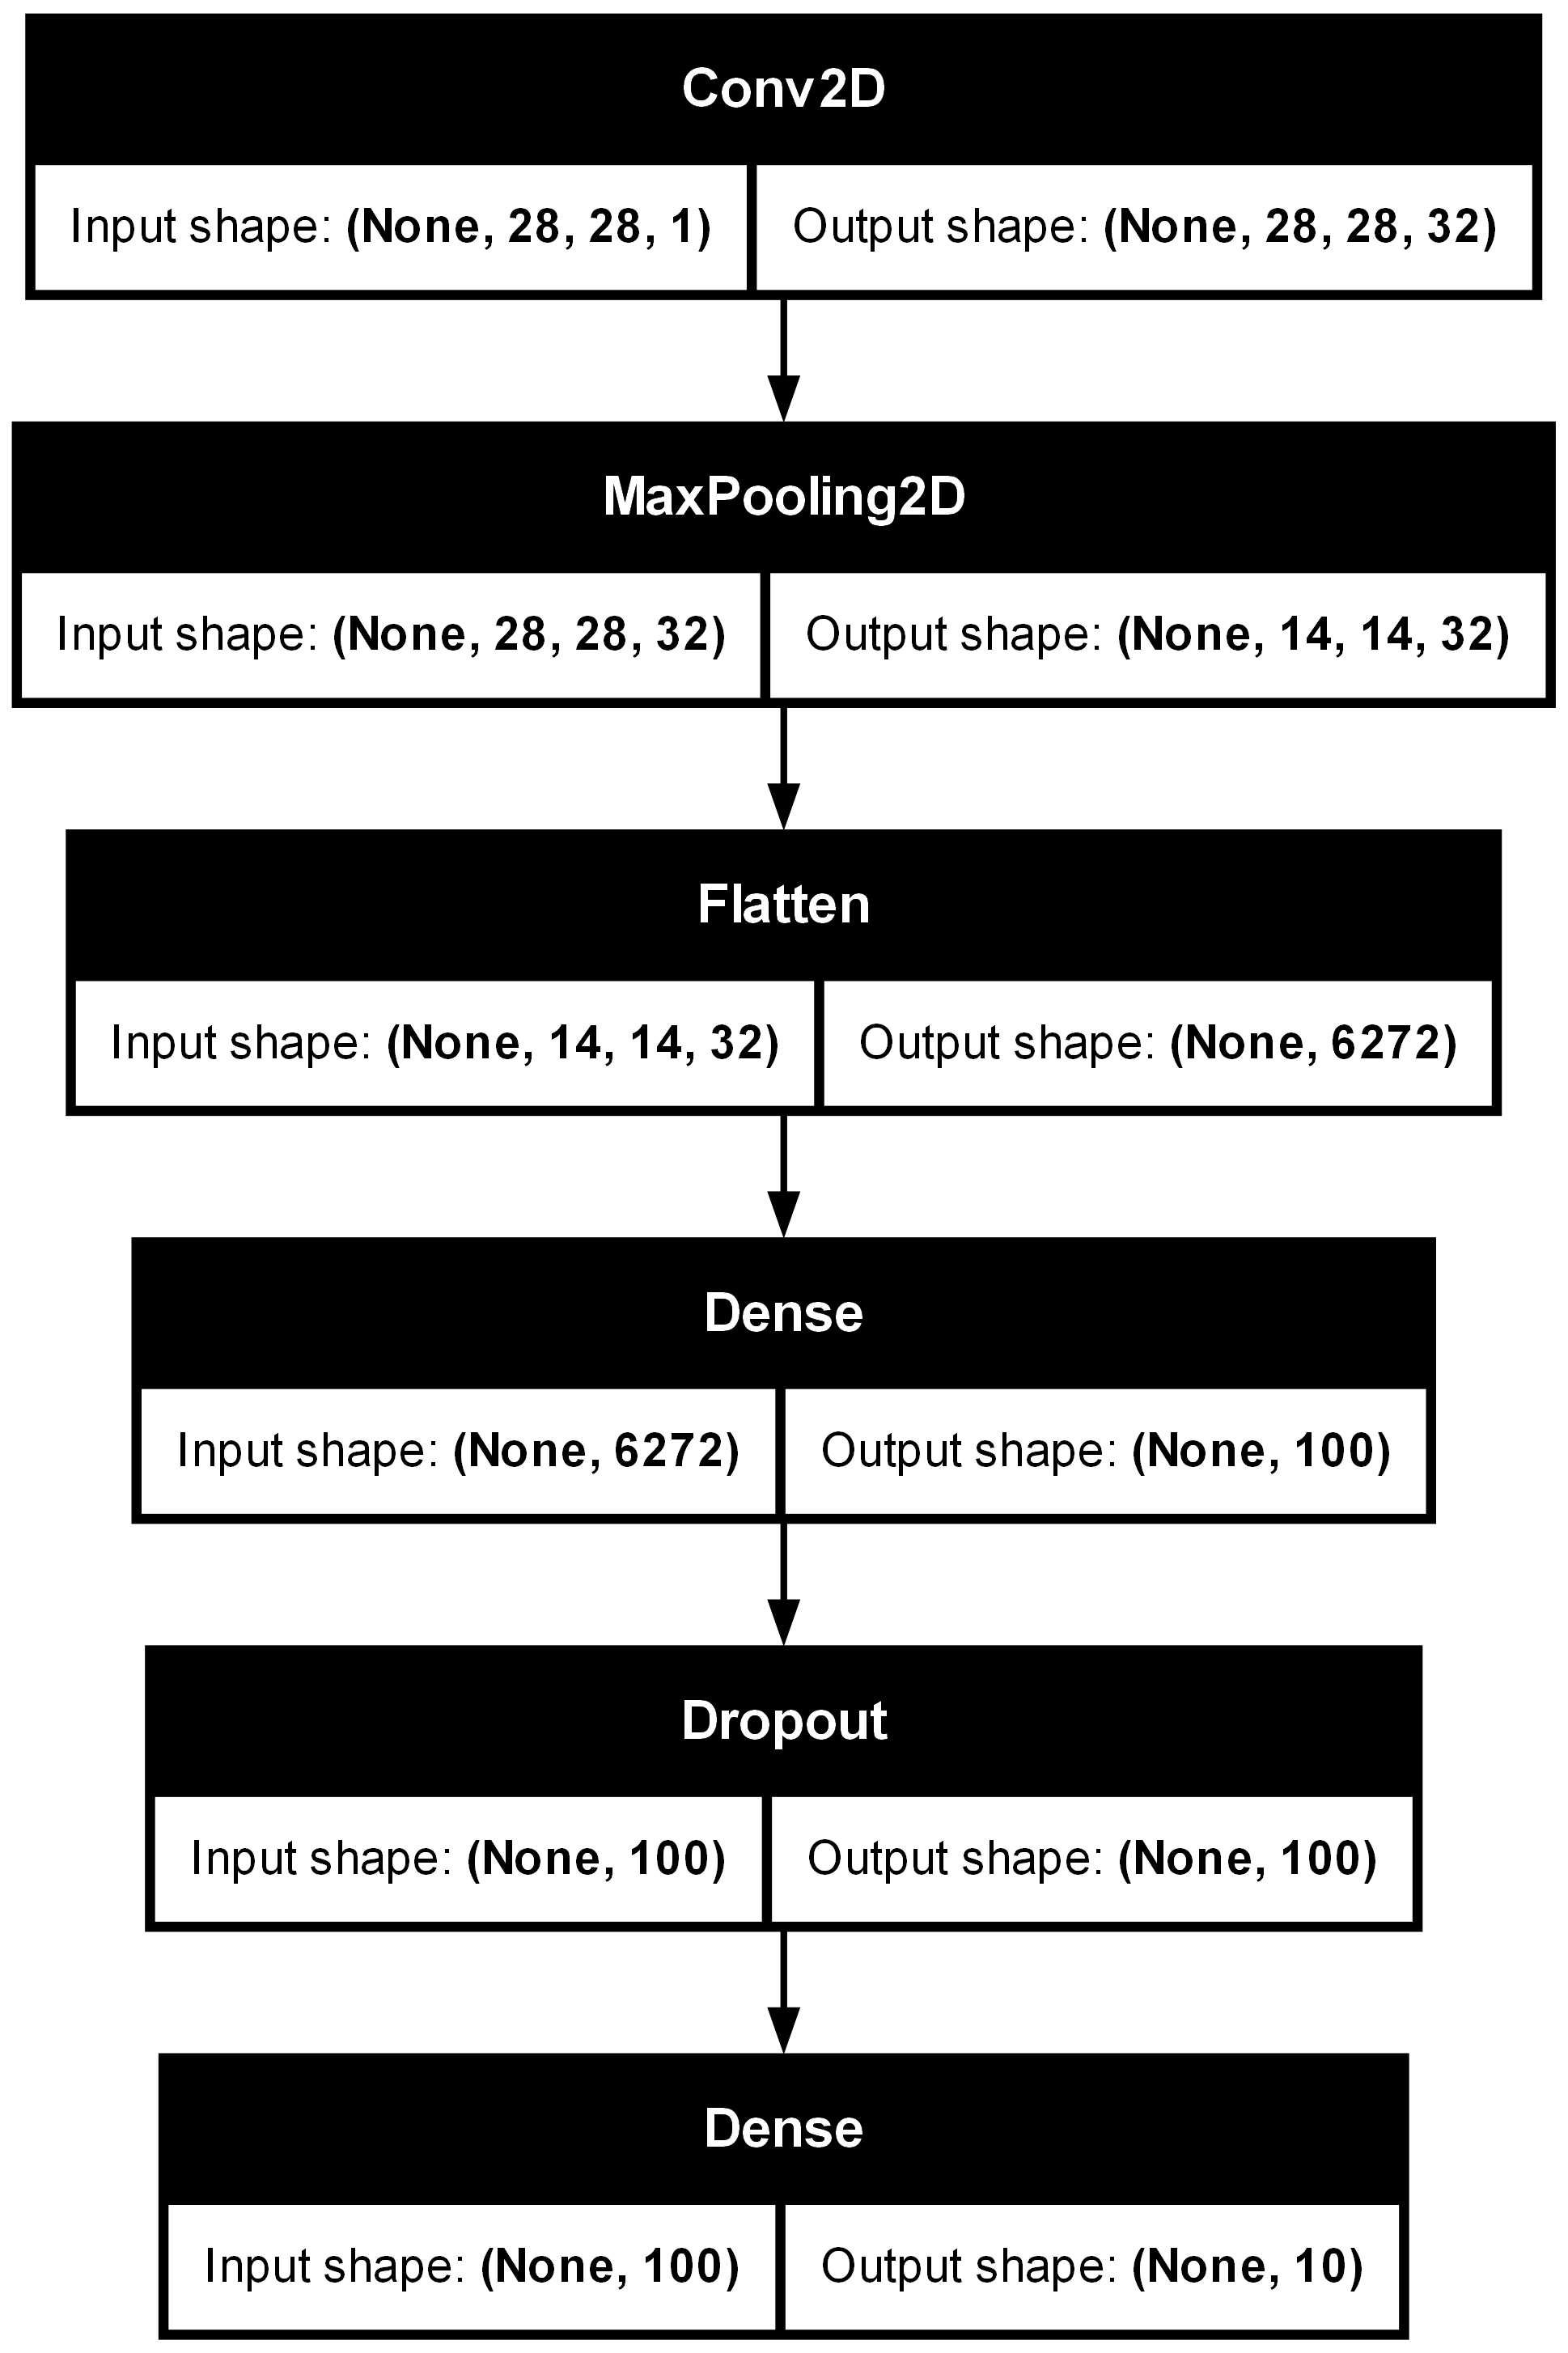 Conv2D
Input shape: (None, 28, 28, 1) Output shape: (None, 28, 28, 32)
MaxPooling2D
Input shape: (None, 28, 28, 32) Output shape: (None, 14, 14, 32)
Flatten
Input shape: (None, 14, 14, 32) Output shape: (None, 6272)
Dense
Input shape: (None, 6272) Output shape: (None, 100)
Dropout
Input shape: (None, 100) Output shape: (None, 100)
Dense
Input shape: (None, 100) Output shape: (None, 10)